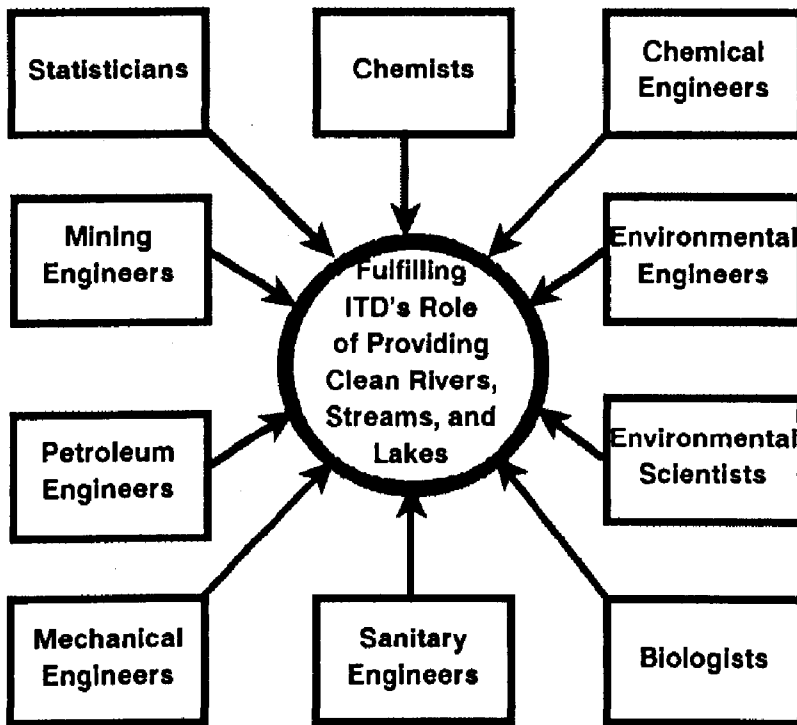 Statisticians
Chemists
Chemical
Engineers
Mining
Engineers
Environmental
Engineers
Fulfilling
ITD's Role
of Providing
Clean Rivers,
Streams, and
Lakes
Petroleum
Engineers
Environmental
Scientists
Mechanical
Engineers
Sanitary
Engineers
Biologists